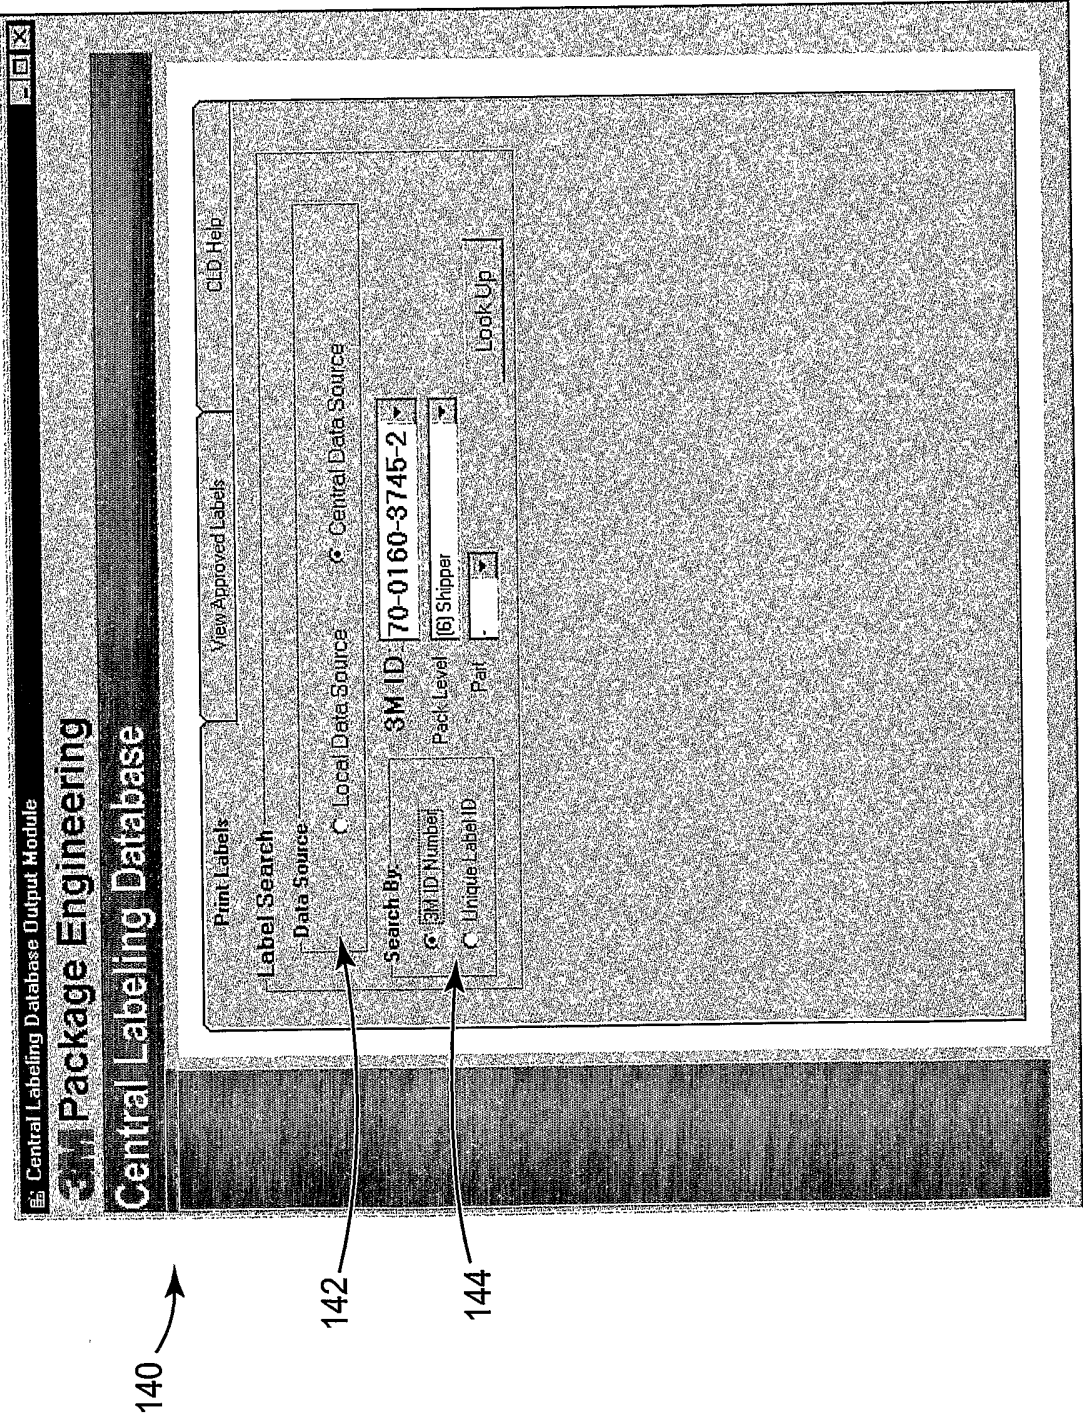 Central Labeling Database Output Module
3M Package Engineering
Central Labeling Database
Print Labels
View Approved Labels
CLD Help
Label Search
Data Source
Local Data Source
Central Data Source
Search By:
3M ID Number
Unique Label ID
3M ID
70-0160-3745-2
Pack Level
[6] Shipper
Part
-
Look Up
140
142
144